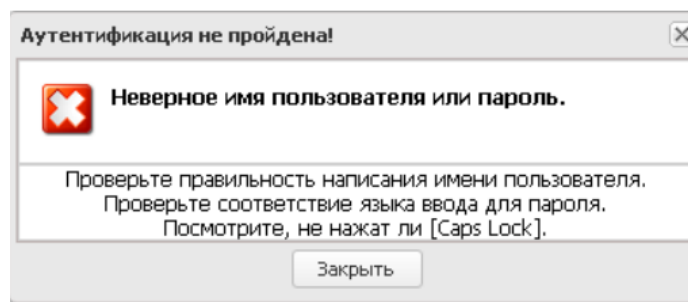 Аутентификация не пройдена!
Неверное имя пользователя или пароль.
Проверьте правильность написания имени пользователя.
Проверьте соответствие языка ввода для пароля.
Посмотрите, не нажат ли [Caps Lock].
Закрыть